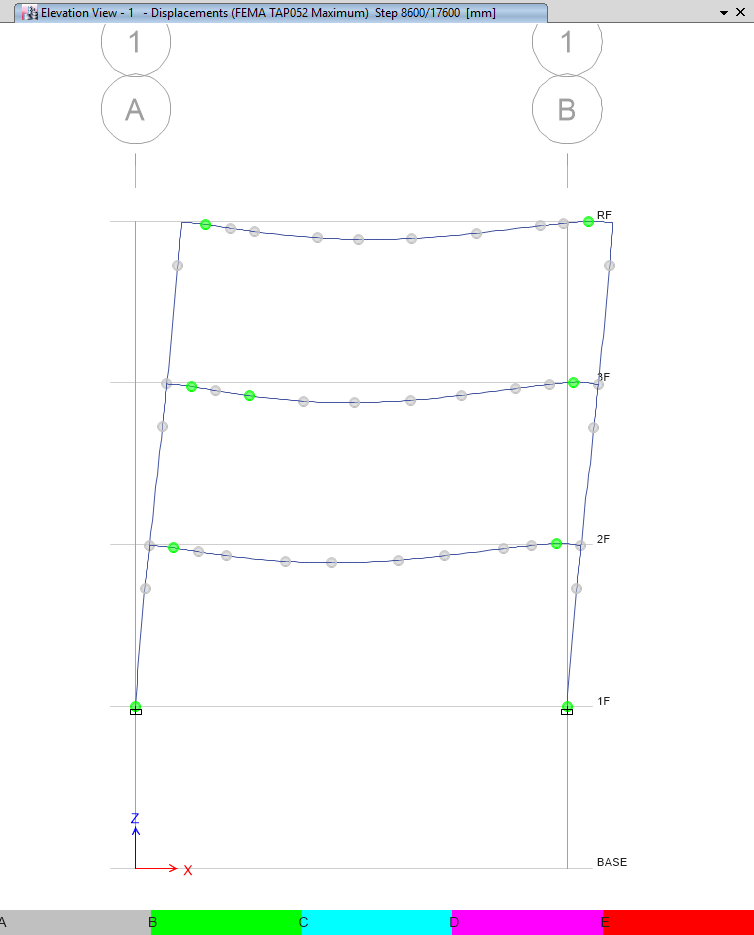 Elevation View - 1 - Displacements (FEMA TAP052 Maximum) Step 8600/17600 [mm]
1 1
A B
RF
3F
2F
1F
Z
X
BASE
A B C D E